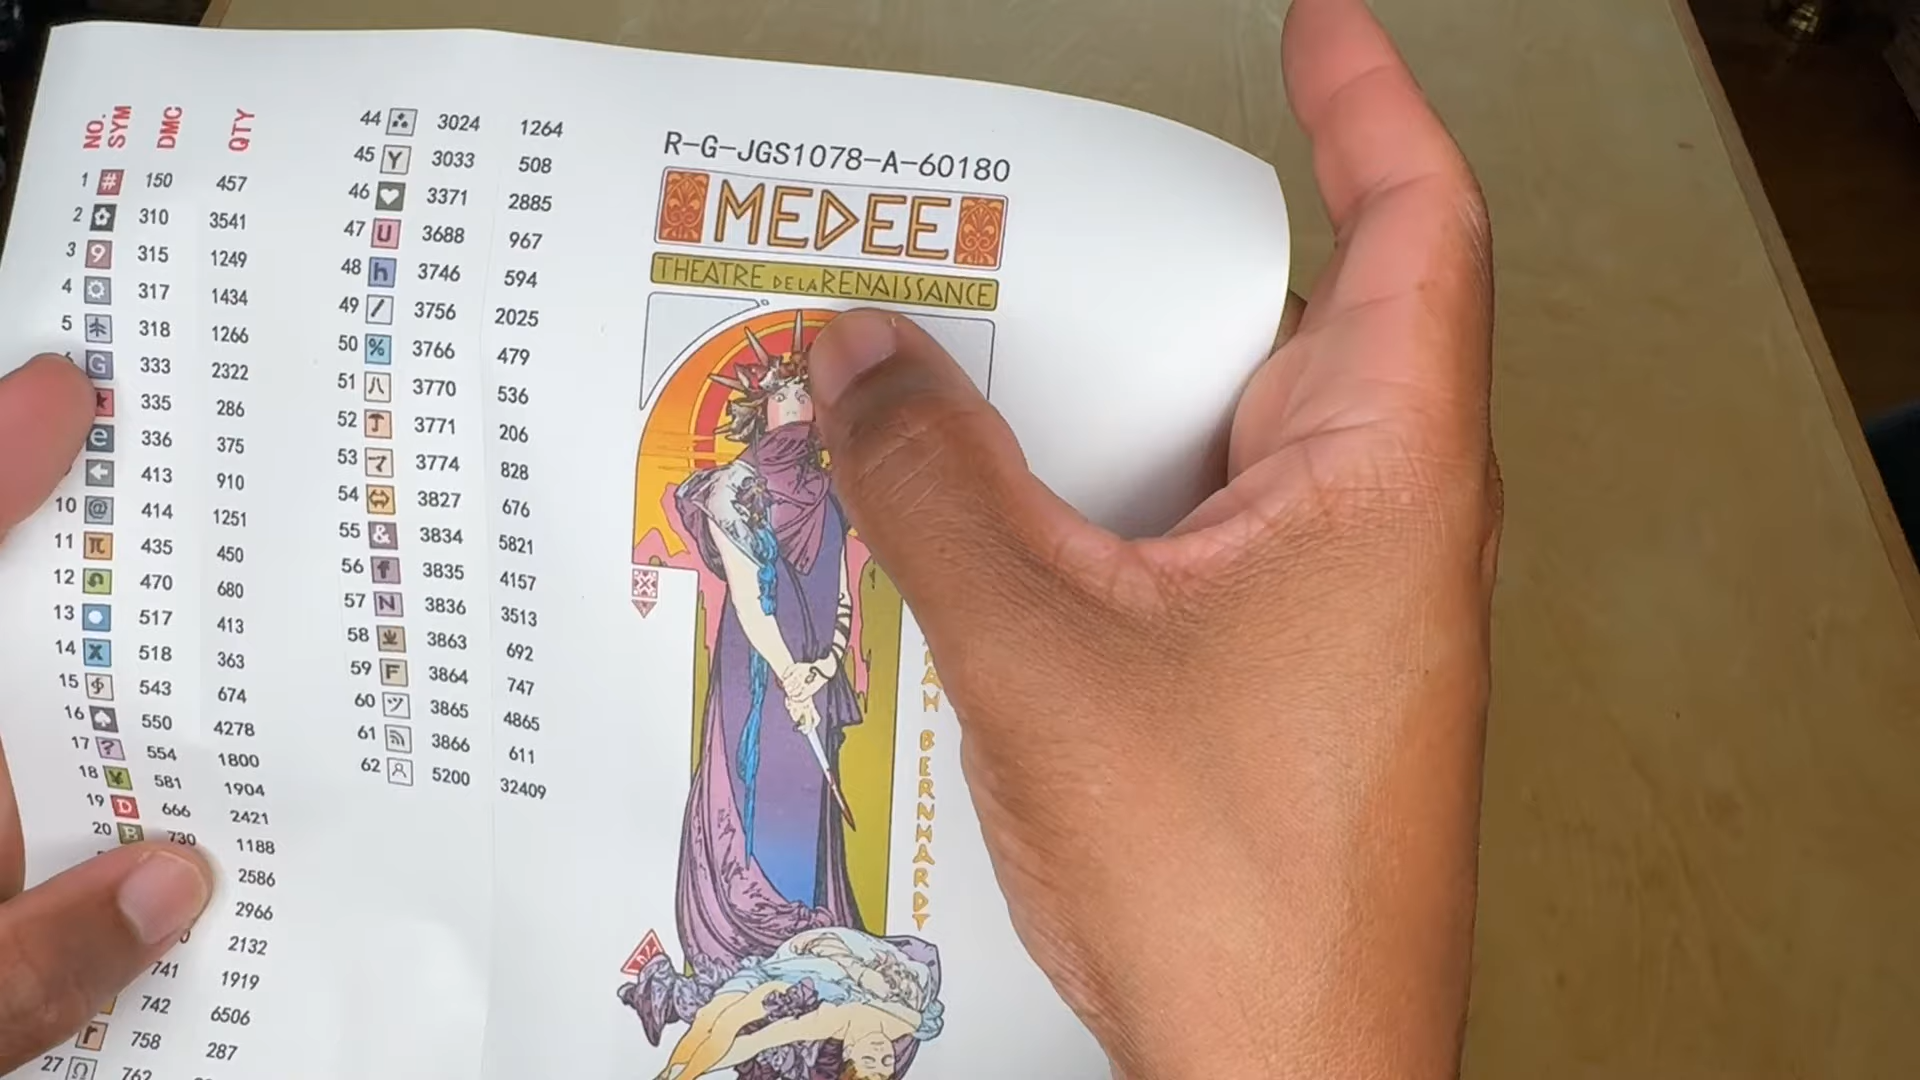 NO. SYM DMC QTY
1 # 150 457
2 310 3541
3 9 315 1249
4 317 1434
5 318 1266
G 333 2322
335 286
e 336 375
413 910
10 @ 414 1251
11 π 435 450
12 470 680
13 517 413
14 X 518 363
15 543 674
16 ♠ 550 4278
17 ? 554 1800
18 ¥ 581 1904
19 D 666 2421
20 B 730 1188
2586
2966
0 2132
741 1919
742 6506
r 758 287
27 Ω 762
44 3024 1264
45 Y 3033 508
46 ♥ 3371 2885
47 U 3688 967
48 h 3746 594
49 / 3756 2025
50 % 3766 479
51 八 3770 536
52 3771 206
53 マ 3774 828
54 3827 676
55 & 3834 5821
56 f 3835 4157
57 N 3836 3513
58 3863 692
59 F 3864 747
60 ツ 3865 4865
61 3866 611
62 5200 32409
R-G-JGS1078-A-60180
MEDEE
THEATRE DE LA RENAISSANCE
BERNHARDT